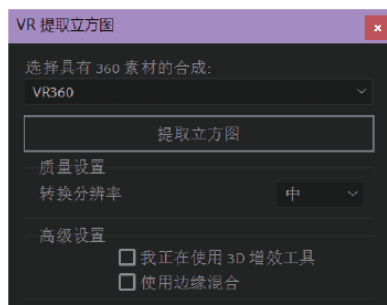 VR 提取立方图
选择具有 360 素材的合成:
VR360
提取立方图
质量设置
转换分辨率 中
高级设置
我正在使用 3D 增效工具
使用边缘混合